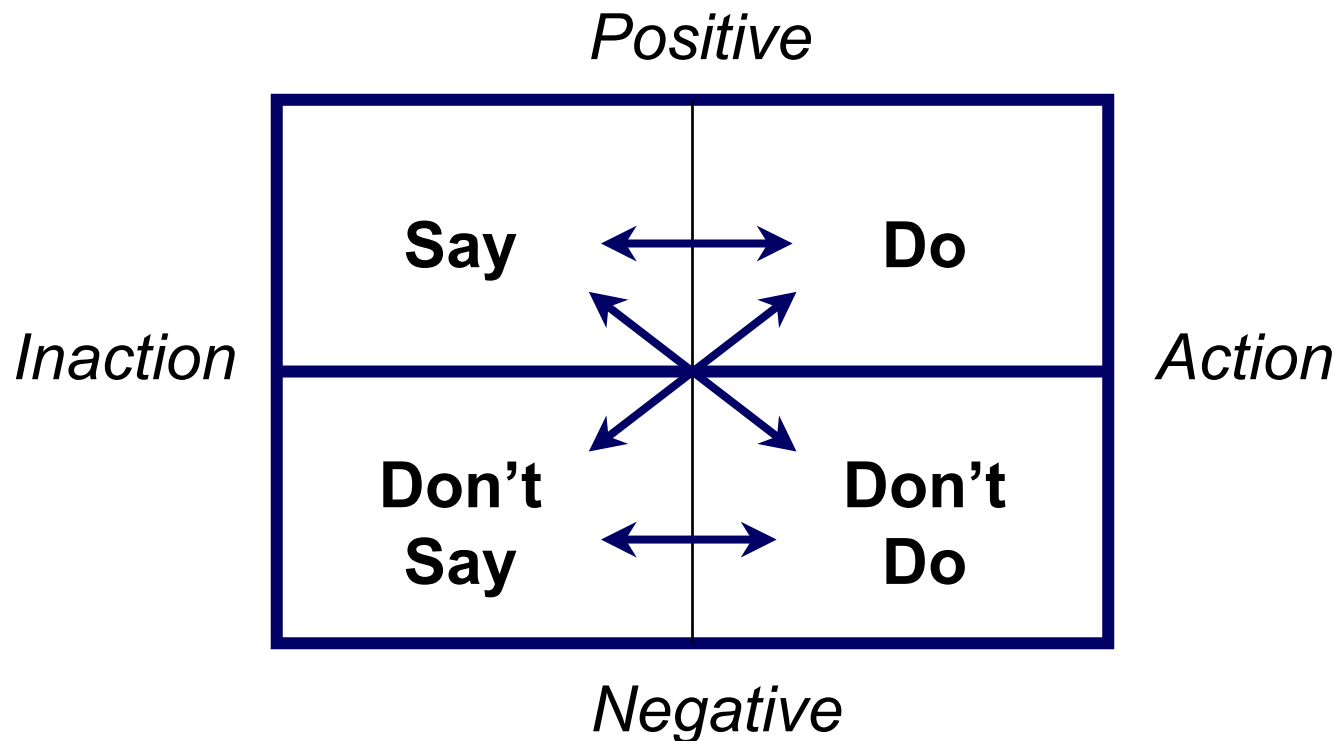 Positive
Say
Do
Inaction
Action
Don’t
Say
Don’t
Do
Negative